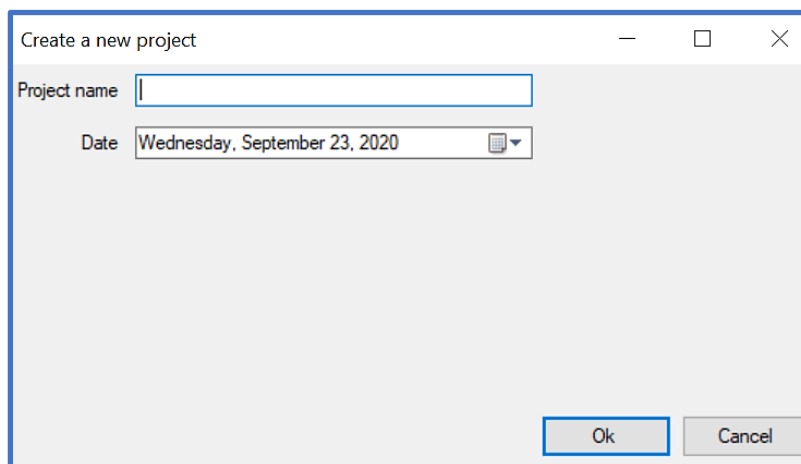 Create a new project
Project name
Date Wednesday, September 23, 2020
Ok Cancel